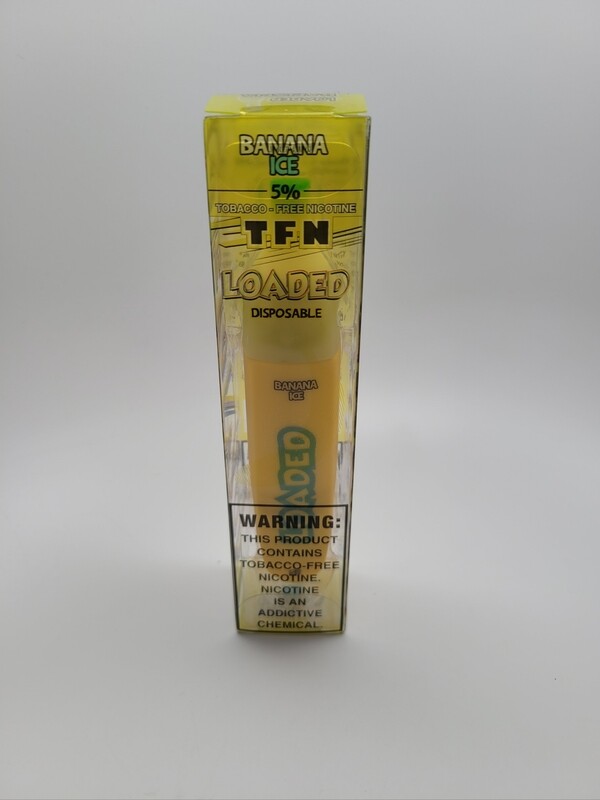 BANANA
ICE
5%
TOBACCO - FREE NICOTINE
T.F.N
LOADED
DISPOSABLE
BANANA
ICE
LOADED
WARNING:
THIS PRODUCT
CONTAINS
TOBACCO-FREE
NICOTINE.
NICOTINE
IS AN
ADDICTIVE
CHEMICAL.